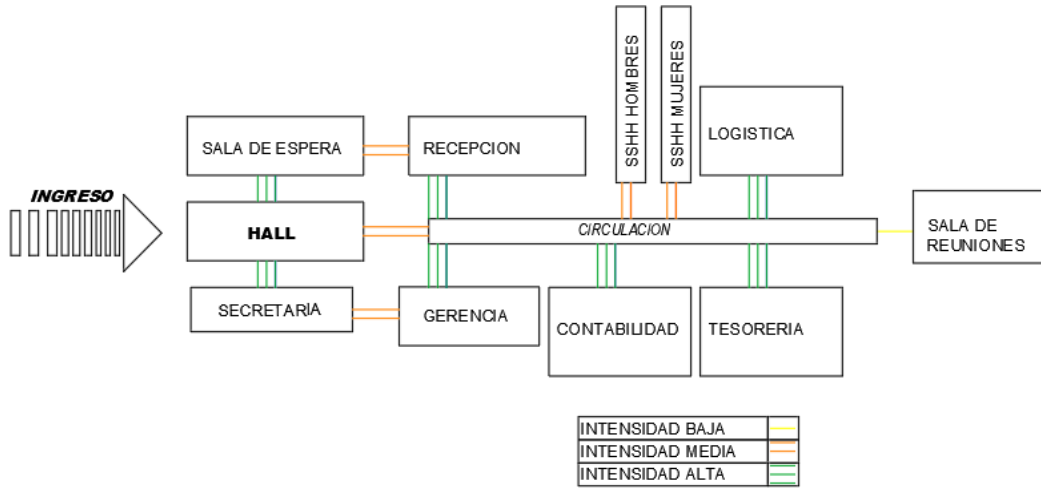 SSHH HOMBRES
SSHH MUJERES
LOGISTICA
SALA DE ESPERA
RECEPCION
INGRESO
HALL
CIRCULACION
SALA DE
REUNIONES
SECRETARIA
GERENCIA
CONTABILIDAD
TESORERIA
INTENSIDAD BAJA
INTENSIDAD MEDIA
INTENSIDAD ALTA